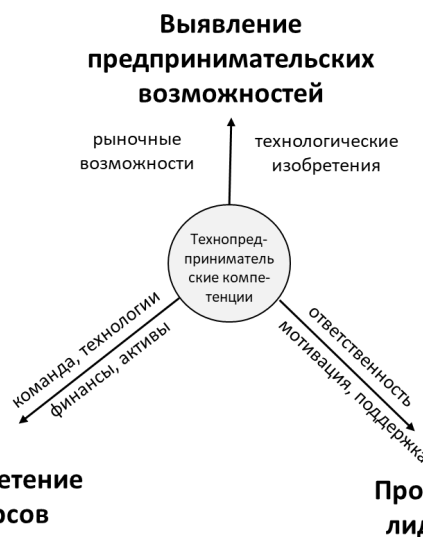 Выявление
предпринимательских
возможностей
рыночные
возможности
технологические
изобретения
Технопред-
приниматель
ские компе-
тенции
команда, технологии
финансы, активы
ответственность
мотивация, поддержка